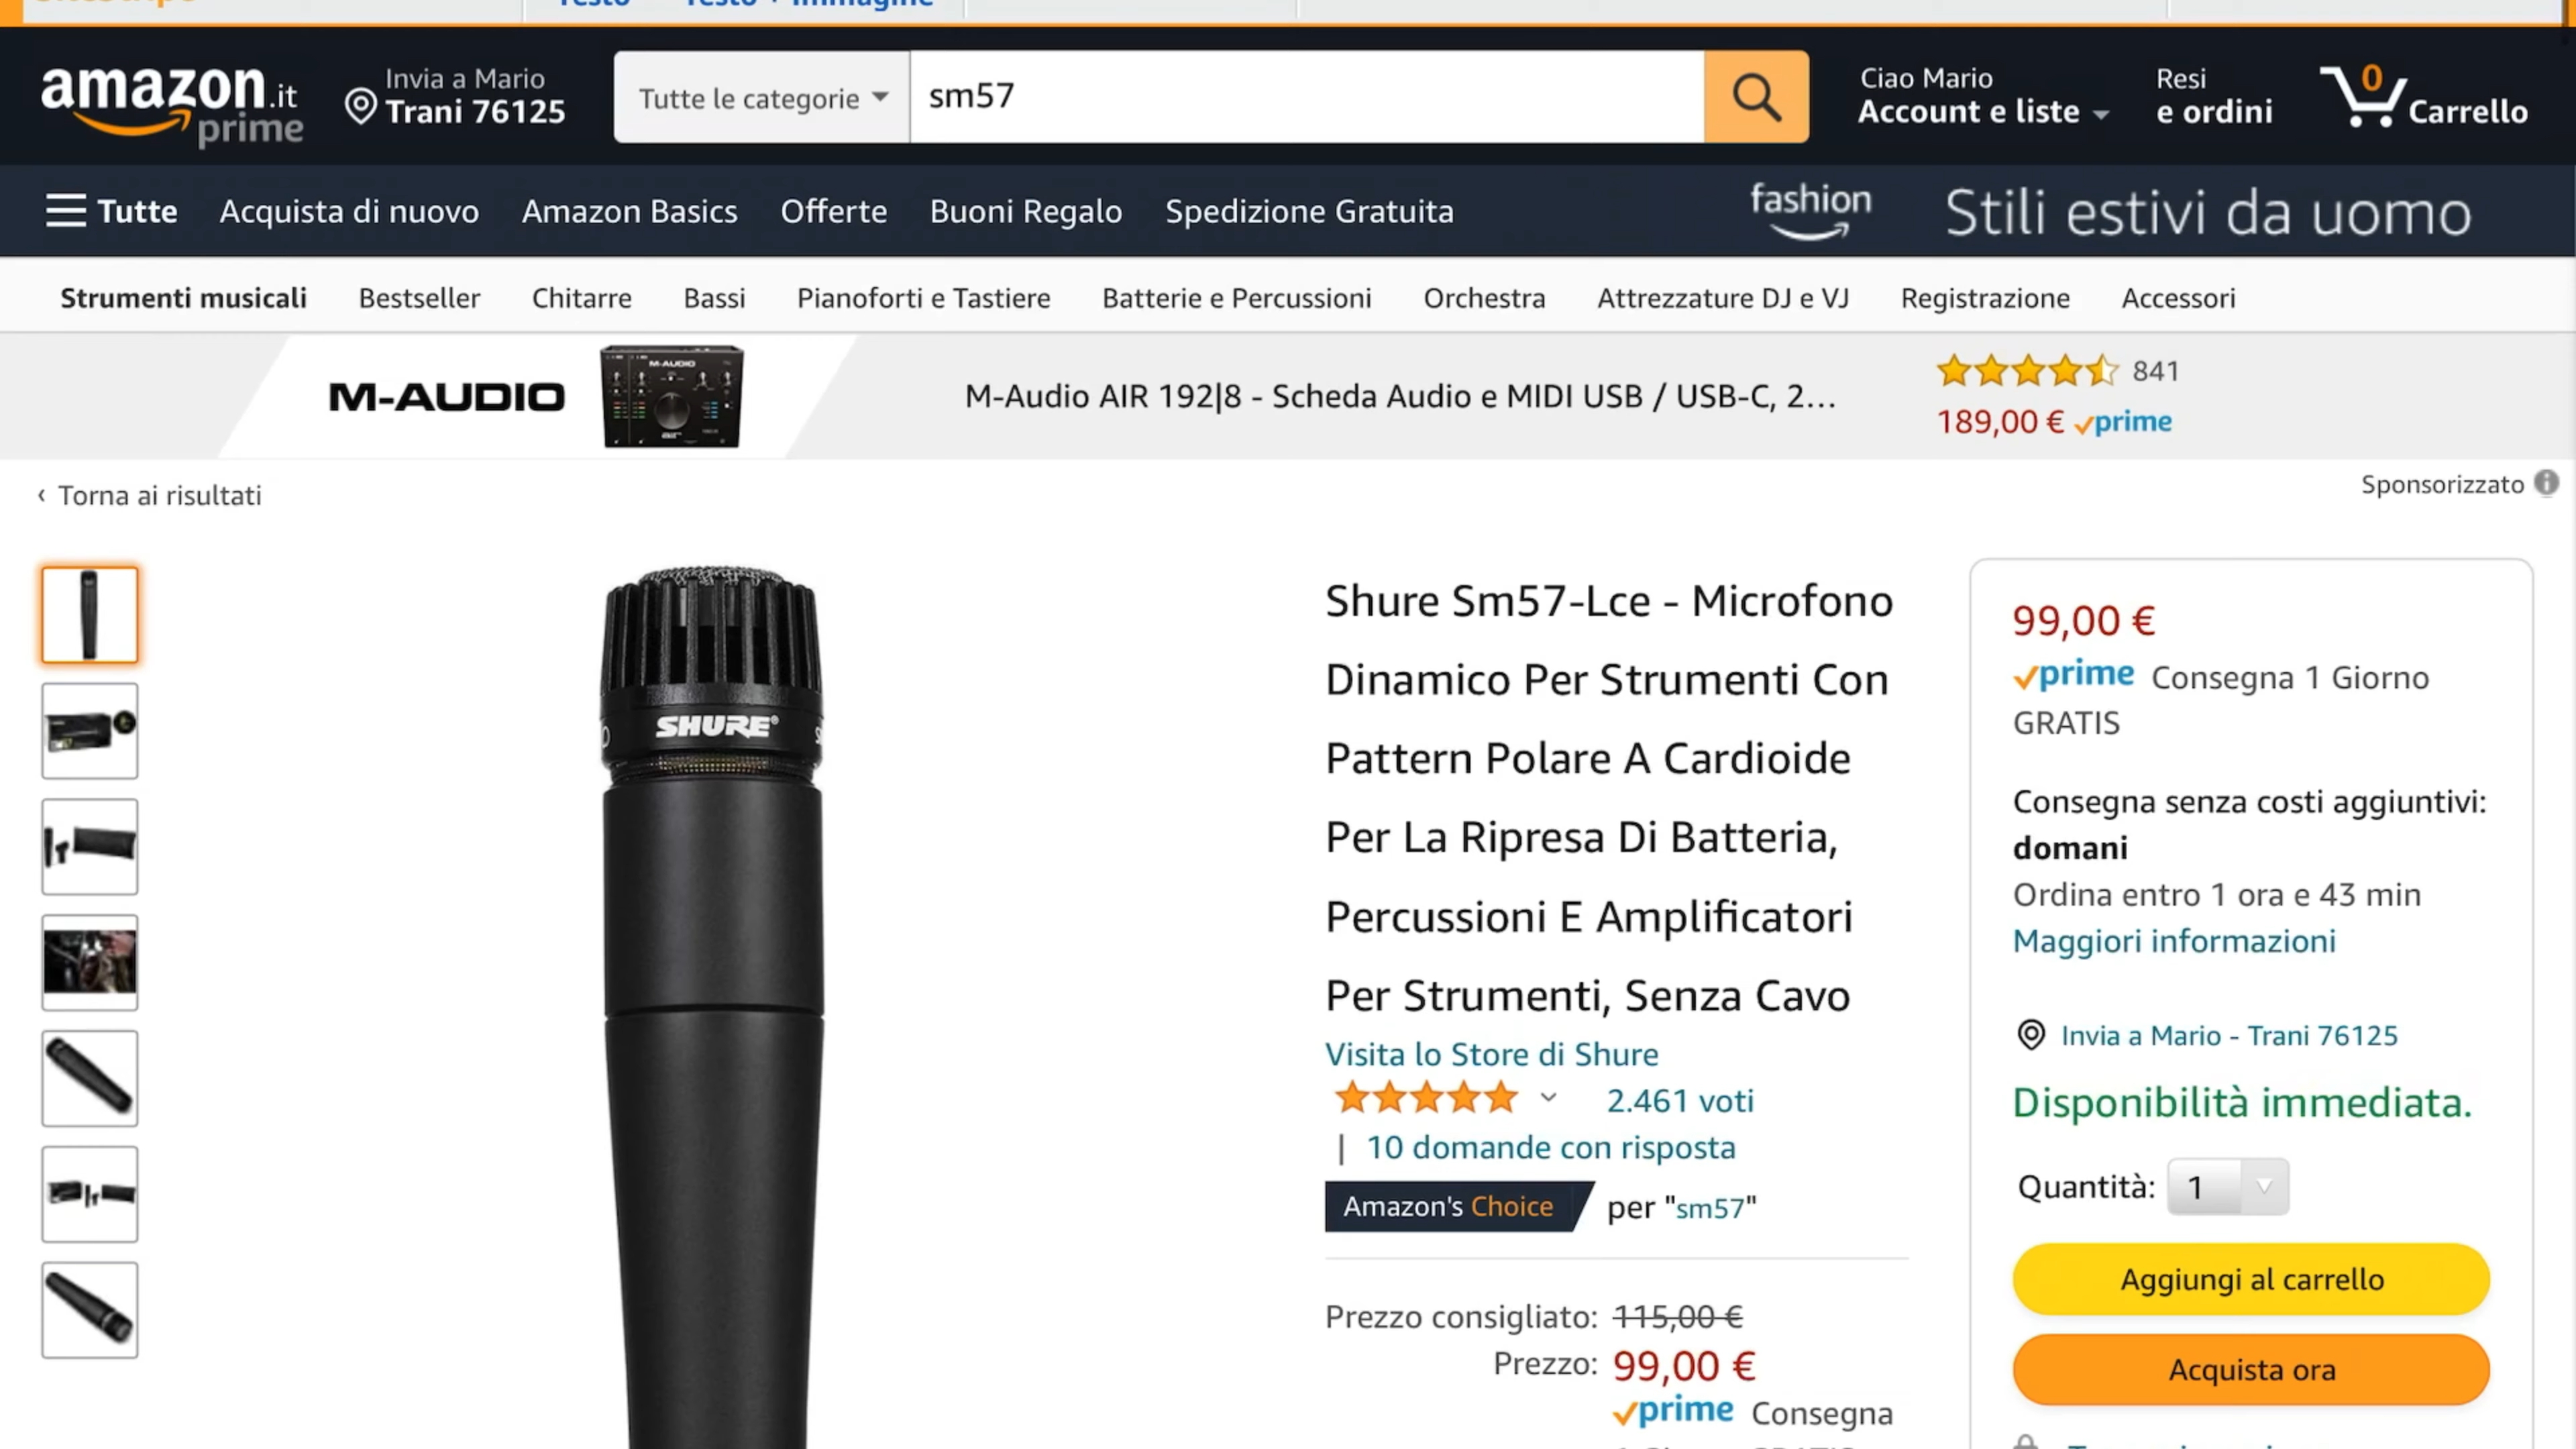 Testo
Testo + Immagine
amazon.it
prime
Invia a Mario
Trani 76125
Tutte le categorie
sm57
Ciao Mario
Account e liste
Resi
e ordini
0
Carrello
Tutte
Acquista di nuovo
Amazon Basics
Offerte
Buoni Regalo
Spedizione Gratuita
fashion
Stili estivi da uomo
Strumenti musicali
Bestseller
Chitarre
Bassi
Pianoforti e Tastiere
Batterie e Percussioni
Orchestra
Attrezzature DJ e VJ
Registrazione
Accessori
M-AUDIO
M-AUDIO
M-Audio AIR 192|8 - Scheda Audio e MIDI USB / USB-C, 2...
841
189,00 € prime
Sponsorizzato
‹ Torna ai risultati
SHURE®
Shure Sm57-Lce - Microfono
Dinamico Per Strumenti Con
Pattern Polare A Cardioide
Per La Ripresa Di Batteria,
Percussioni E Amplificatori
Per Strumenti, Senza Cavo
Visita lo Store di Shure
2.461 voti
| 10 domande con risposta
Amazon's Choice per "sm57"
Prezzo consigliato: 115,00 €
Prezzo: 99,00 €
prime Consegna
99,00 €
prime Consegna 1 Giorno
GRATIS
Consegna senza costi aggiuntivi:
domani
Ordina entro 1 ora e 43 min
Maggiori informazioni
Invia a Mario - Trani 76125
Disponibilità immediata.
Quantità: 1
Aggiungi al carrello
Acquista ora